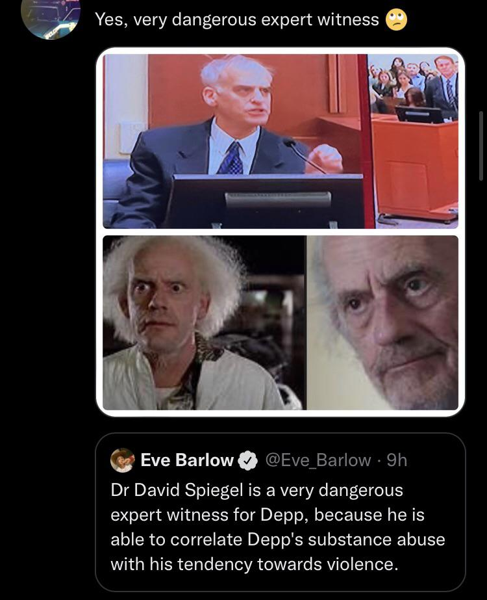 Yes, very dangerous expert witness 🙄
Eve Barlow @Eve_Barlow · 9h
Dr David Spiegel is a very dangerous
expert witness for Depp, because he is
able to correlate Depp's substance abuse
with his tendency towards violence.